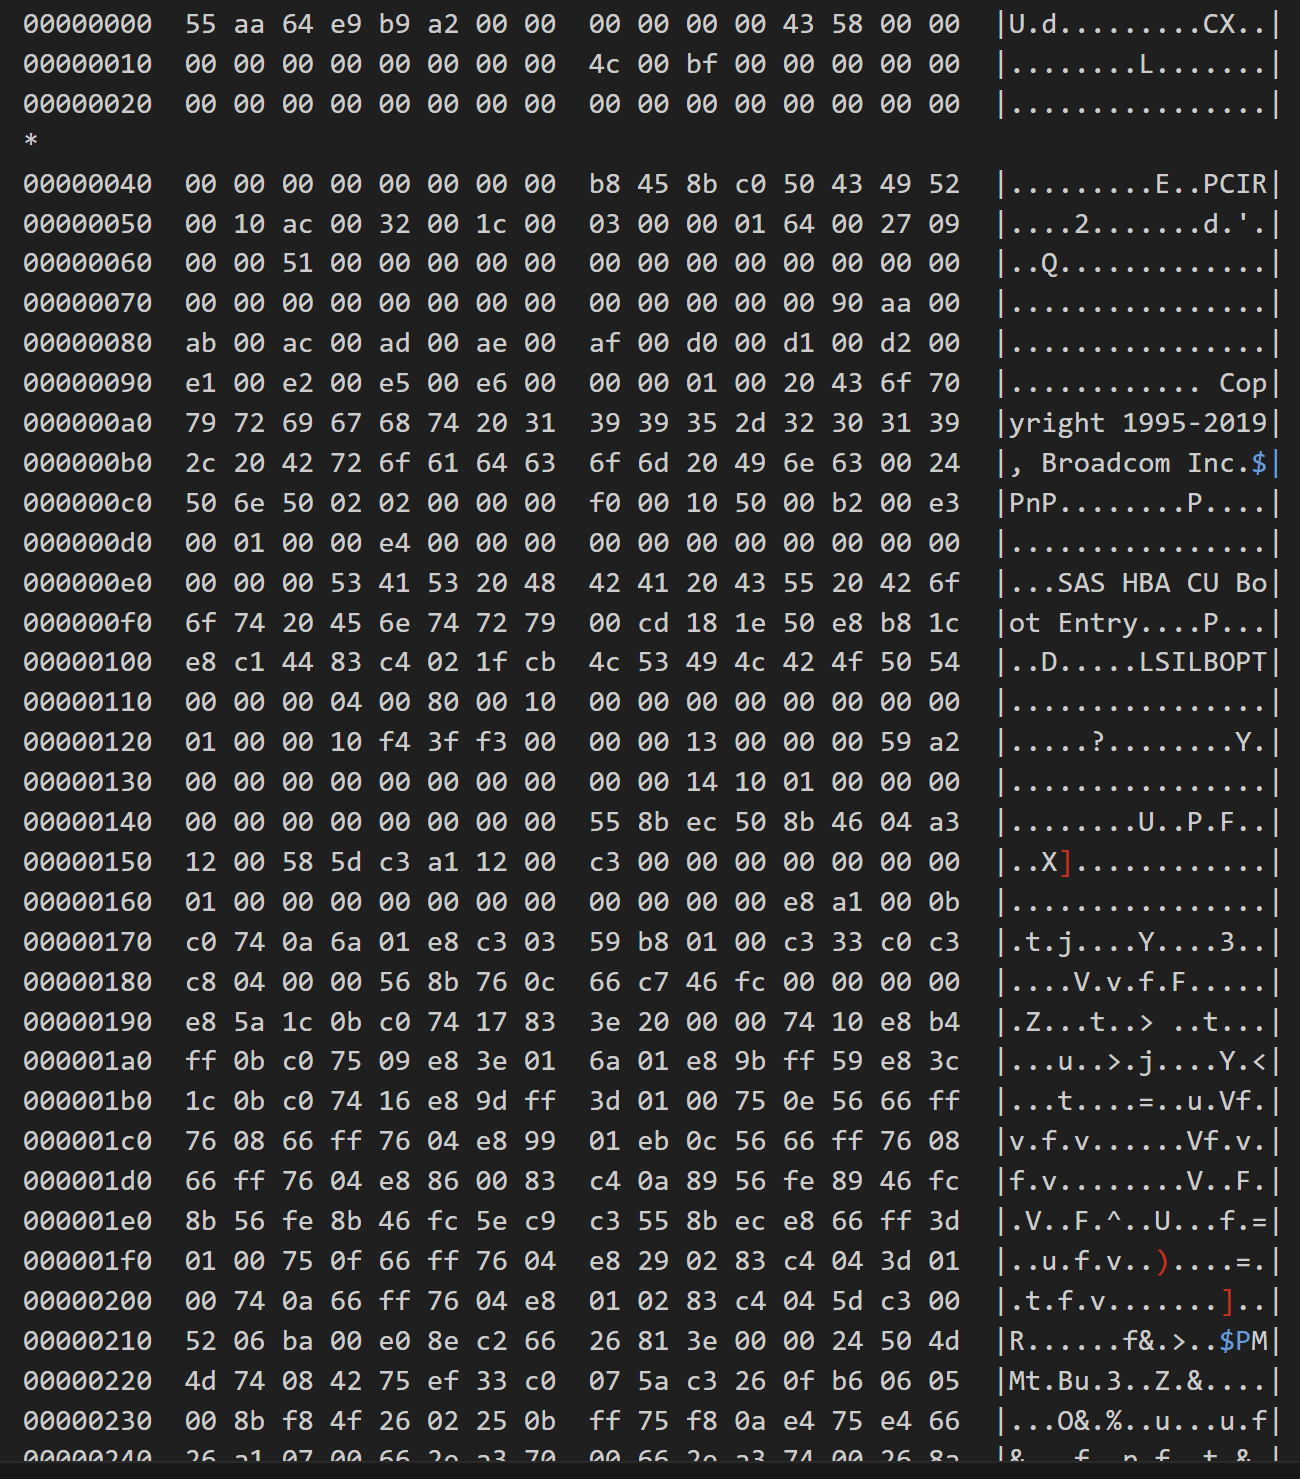 00000000  55 aa 64 e9 b9 a2 00 00  00 00 00 00 43 58 00 00  |U.d.........CX..|
00000010  00 00 00 00 00 00 00 00  4c 00 bf 00 00 00 00 00  |........L.......|
00000020  00 00 00 00 00 00 00 00  00 00 00 00 00 00 00 00  |................|
*
00000040  00 00 00 00 00 00 00 00  b8 45 8b c0 50 43 49 52  |.........E..PCIR|
00000050  00 10 ac 00 32 00 1c 00  03 00 00 01 64 00 27 09  |....2.......d.'.|
00000060  00 00 51 00 00 00 00 00  00 00 00 00 00 00 00 00  |..Q.............|
00000070  00 00 00 00 00 00 00 00  00 00 00 00 00 90 aa 00  |................|
00000080  ab 00 ac 00 ad 00 ae 00  af 00 d0 00 d1 00 d2 00  |................|
00000090  e1 00 e2 00 e5 00 e6 00  00 00 01 00 20 43 6f 70  |............ Cop|
000000a0  79 72 69 67 68 74 20 31  39 39 35 2d 32 30 31 39  |yright 1995-2019|
000000b0  2c 20 42 72 6f 61 64 63  6f 6d 20 49 6e 63 00 24  |, Broadcom Inc.$|
000000c0  50 6e 50 02 02 00 00 00  f0 00 10 50 00 b2 00 e3  |PnP........P....|
000000d0  00 01 00 00 e4 00 00 00  00 00 00 00 00 00 00 00  |................|
000000e0  00 00 00 53 41 53 20 48  42 41 20 43 55 20 42 6f  |...SAS HBA CU Bo|
000000f0  6f 74 20 45 6e 74 72 79  00 cd 18 1e 50 e8 b8 1c  |ot Entry....P...|
00000100  e8 c1 44 83 c4 02 1f cb  4c 53 49 4c 42 4f 50 54  |..D.....LSILBOPT|
00000110  00 00 00 04 00 80 00 10  00 00 00 00 00 00 00 00  |................|
00000120  01 00 00 10 f4 3f f3 00  00 00 13 00 00 00 59 a2  |.....?........Y.|
00000130  00 00 00 00 00 00 00 00  00 00 14 10 01 00 00 00  |................|
00000140  00 00 00 00 00 00 00 00  55 8b ec 50 8b 46 04 a3  |........U..P.F..|
00000150  12 00 58 5d c3 a1 12 00  c3 00 00 00 00 00 00 00  |..X]............|
00000160  01 00 00 00 00 00 00 00  00 00 00 00 e8 a1 00 0b  |................|
00000170  c0 74 0a 6a 01 e8 c3 03  59 b8 01 00 c3 33 c0 c3  |.t.j....Y....3..|
00000180  c8 04 00 00 56 8b 76 0c  66 c7 46 fc 00 00 00 00  |....V.v.f.F.....|
00000190  e8 5a 1c 0b c0 74 17 83  3e 20 00 00 74 10 e8 b4  |.Z...t..> ..t...|
000001a0  ff 0b c0 75 09 e8 3e 01  6a 01 e8 9b ff 59 e8 3c  |...u..>.j....Y.<|
000001b0  1c 0b c0 74 16 e8 9d ff  3d 01 00 75 0e 56 66 ff  |...t....=..u.Vf.|
000001c0  76 08 66 ff 76 04 e8 99  01 eb 0c 56 66 ff 76 08  |v.f.v......Vf.v.|
000001d0  66 ff 76 04 e8 86 00 83  c4 0a 89 56 fe 89 46 fc  |f.v........V..F.|
000001e0  8b 56 fe 8b 46 fc 5e c9  c3 55 8b ec e8 66 ff 3d  |.V..F.^..U...f.=|
000001f0  01 00 75 0f 66 ff 76 04  e8 29 02 83 c4 04 3d 01  |..u.f.v..)....=.|
00000200  00 74 0a 66 ff 76 04 e8  01 02 83 c4 04 5d c3 00  |.t.f.v.......]..|
00000210  52 06 ba 00 e0 8e c2 66  26 81 3e 00 00 24 50 4d  |R......f&.>..$PM|
00000220  4d 74 08 42 75 ef 33 c0  07 5a c3 26 0f b6 06 05  |Mt.Bu.3..Z.&....|
00000230  00 8b f8 4f 26 02 25 0b  ff 75 f8 0a e4 75 e4 66  |...O&.%..u...u.f|
00000240  26 a1 07 00 66 2e a3 70  00 66 2e a3 74 00 26 8a  |&...f..p.f..t.&.|